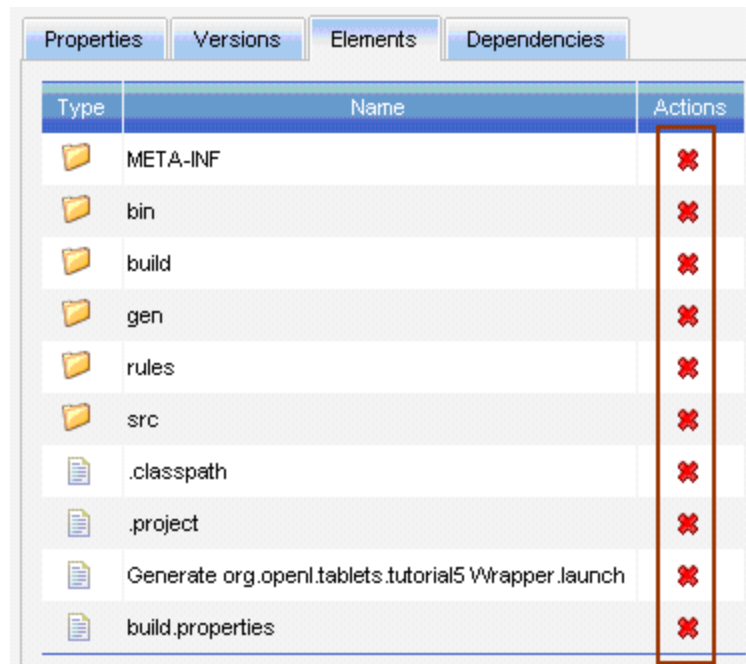 Properties Versions Elements Dependencies
Type Name Actions
META-INF
bin
build
gen
rules
src
.classpath
.project
Generate org.openl.tablets.tutorial5 Wrapper.launch
build.properties